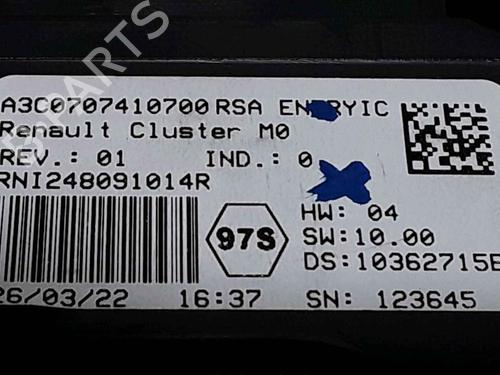 A3C0707410700 RSA EN RYIC
Renault Cluster M0
REV.: 01 IND.: 0
RNI248091014R
HW: 04
97S
SW:10.00
DS:10362715E
26/03/22 16:37 SN: 123645